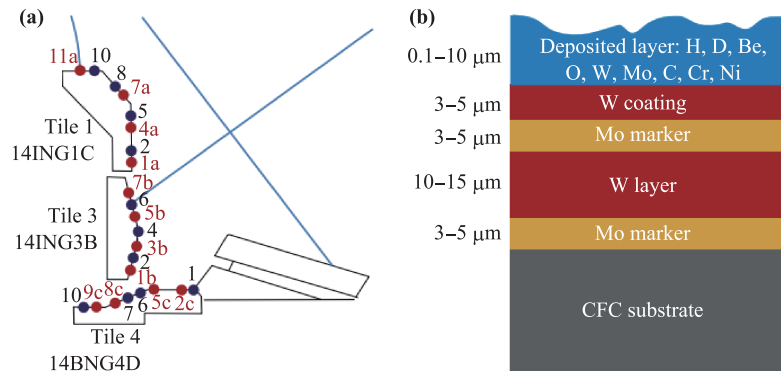 (a)
11a
10
8
7a
5
4a
2
1a
Tile 1
14ING1C
7b
6
5b
4
3b
2
1b
Tile 3
14ING3B
10
9c
8c
7
6
5c
2c
1
Tile 4
14BNG4D
(b)
0.1–10 μm
Deposited layer: H, D, Be,
O, W, Mo, C, Cr, Ni
3–5 μm
W coating
3–5 μm
Mo marker
10–15 μm
W layer
3–5 μm
Mo marker
CFC substrate